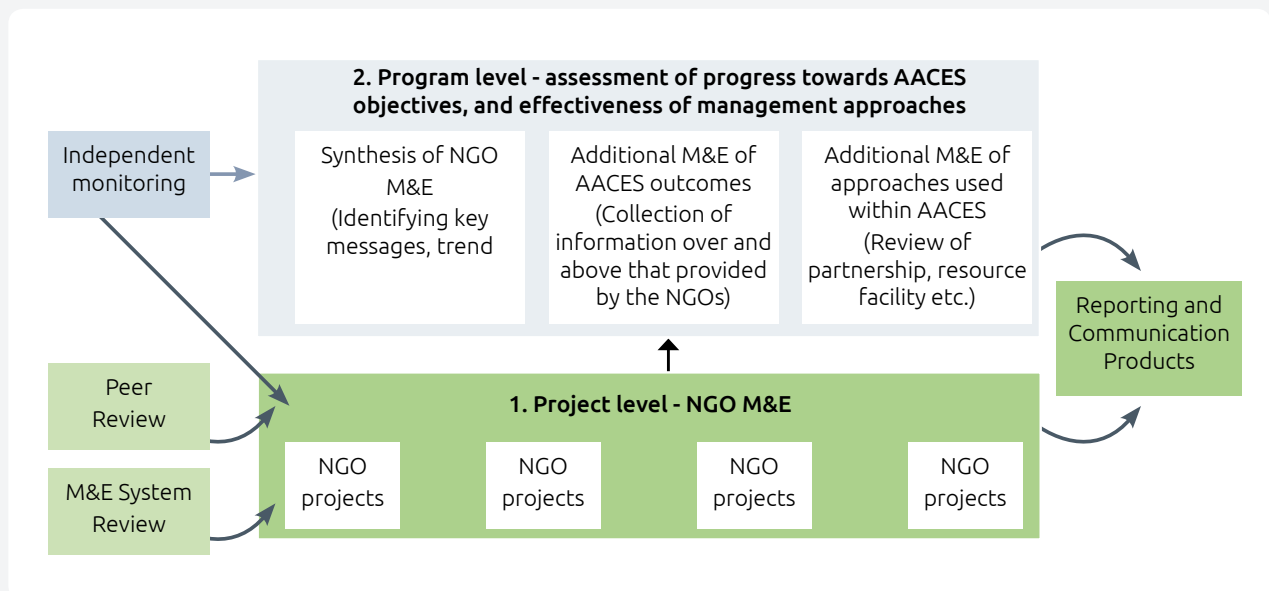 2. Program level - assessment of progress towards AACES
objectives, and effectiveness of management approaches
Independent
monitoring
Synthesis of NGO
M&E
(Identifying key
messages, trend
Additional M&E of
AACES outcomes
(Collection of
information over and
above that provided
by the NGOs)
Additional M&E of
approaches used
within AACES
(Review of
partnership, resource
facility etc.)
Reporting and
Communication
Products
Peer
Review
1. Project level - NGO M&E
M&E System
Review
NGO
projects
NGO
projects
NGO
projects
NGO
projects